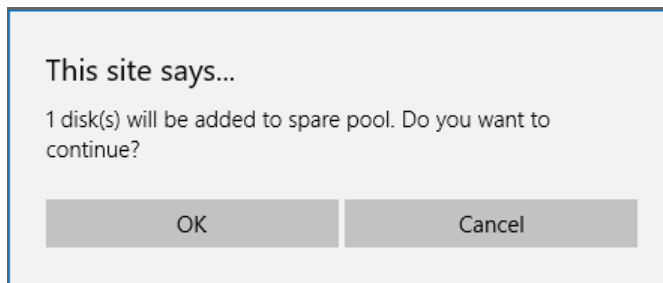 This site says...
1 disk(s) will be added to spare pool. Do you want to
continue?
OK
Cancel